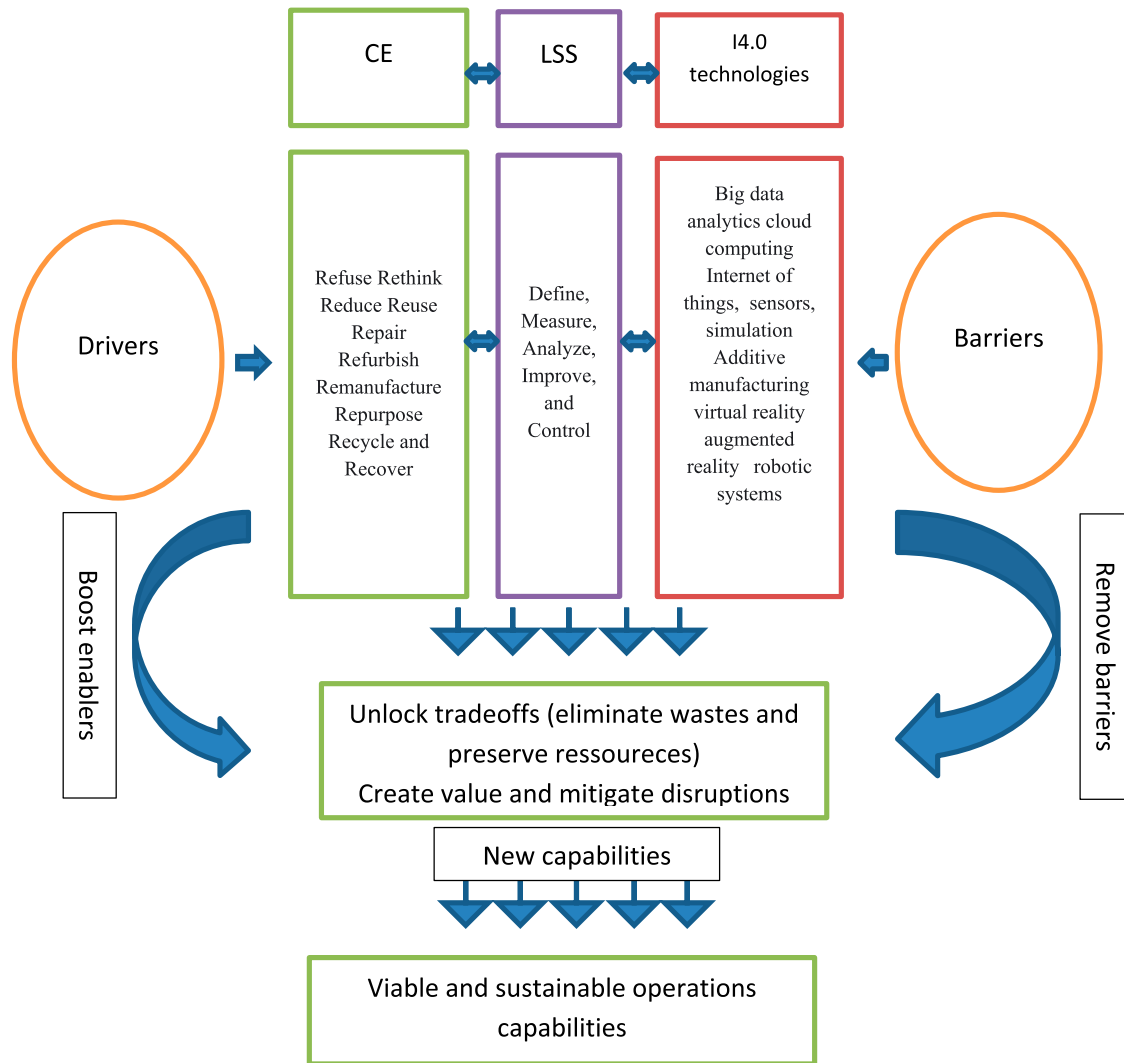 CE
LSS
I4.0
technologies
Drivers
Refuse Rethink
Reduce Reuse
Repair
Refurbish
Remanufacture
Repurpose
Recycle and
Recover
Define,
Measure,
Analyze,
Improve,
and
Control
Big data
analytics cloud
computing
Internet of
things, sensors,
simulation
Additive
manufacturing
virtual reality
augmented
reality robotic
systems
Barriers
Boost enablers
Remove barriers
Unlock tradeoffs (eliminate wastes and
preserve ressoureces)
Create value and mitigate disruptions
New capabilities
Viable and sustainable operations
capabilities